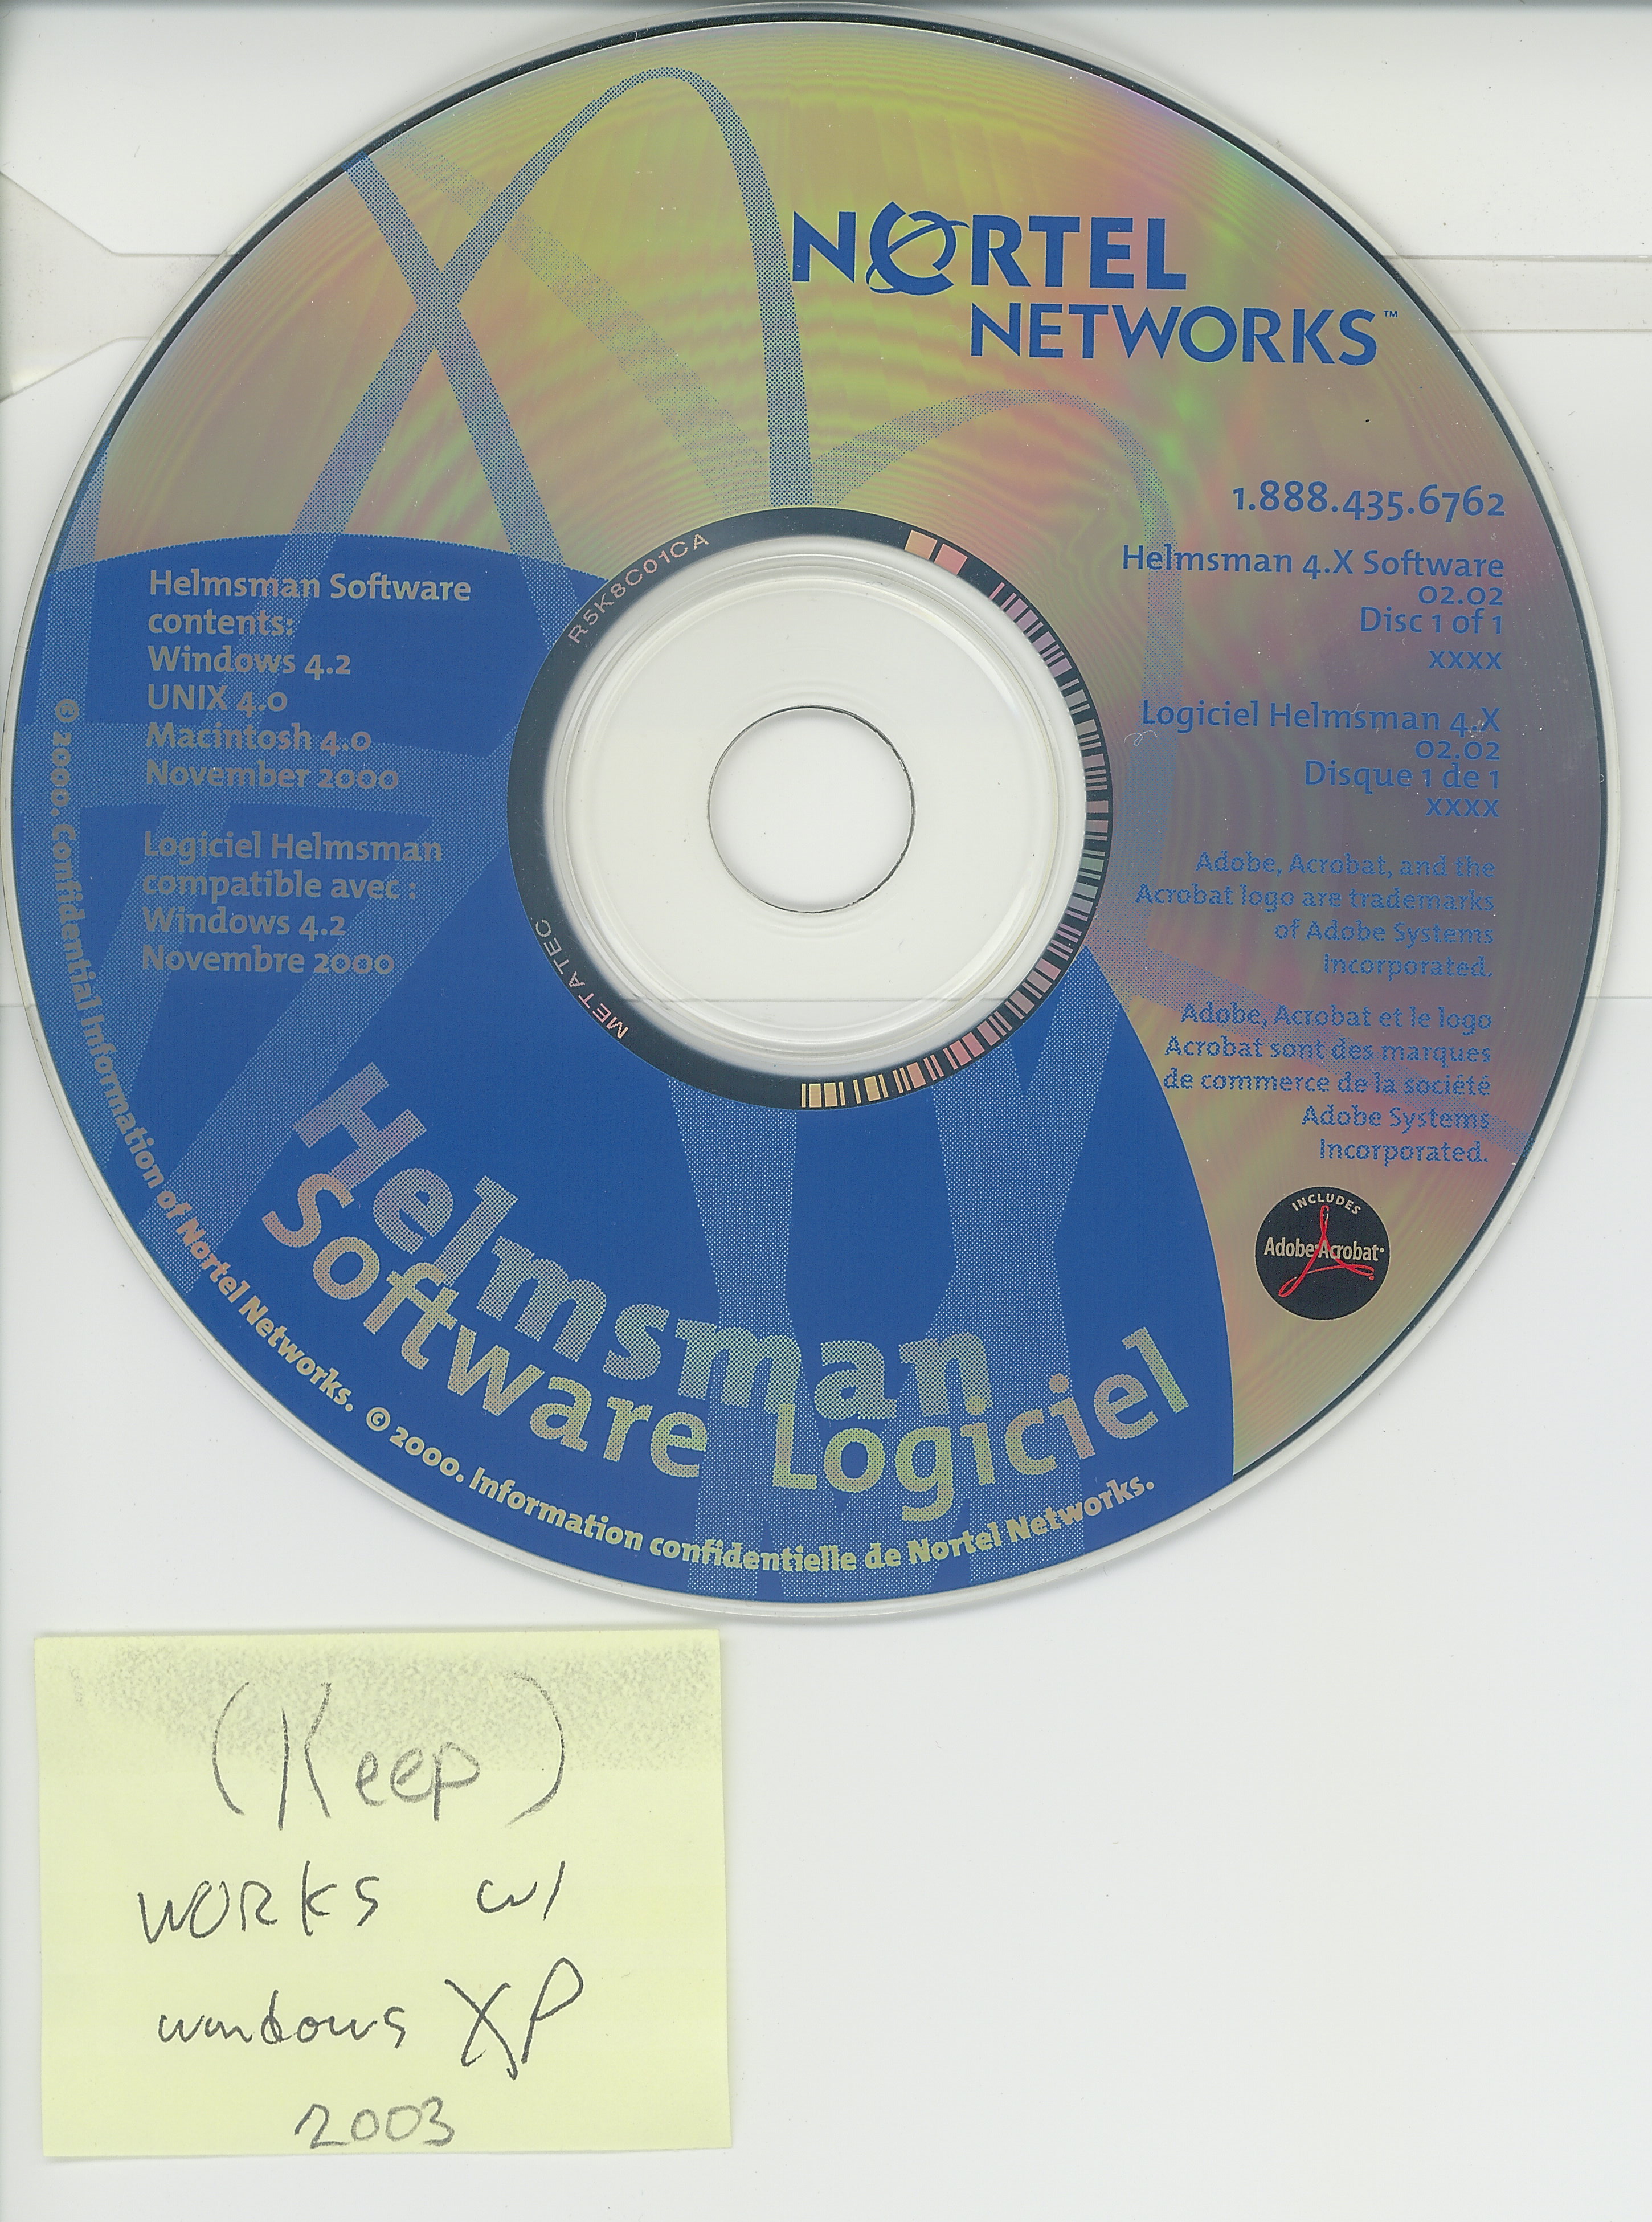 NORTEL
NETWORKS™
1.888.435.6762
Helmsman 4.X Software
02.02
Disc 1 of 1
xxxx
Logiciel Helmsman 4.X
02.02
Disque 1 de 1
xxxx
Adobe, Acrobat, and the
Acrobat logo are trademarks
of Adobe Systems
Incorporated.
Adobe, Acrobat et le logo
Acrobat sont des marques
de commerce de la société
Adobe Systems
Incorporated.
INCLUDES
Adobe Acrobat
Helmsman Software
contents:
Windows 4.2
UNIX 4.0
Macintosh 4.0
November 2000
Logiciel Helmsman
compatible avec :
Windows 4.2
Novembre 2000
R5K8C01CA
METATEC
Helmsman
Software Logiciel
© 2000. Confidential Information of Nortel Networks. © 2000. Information confidentielle de Nortel Networks.
(Keep)
WORKS w/
windows XP
2003